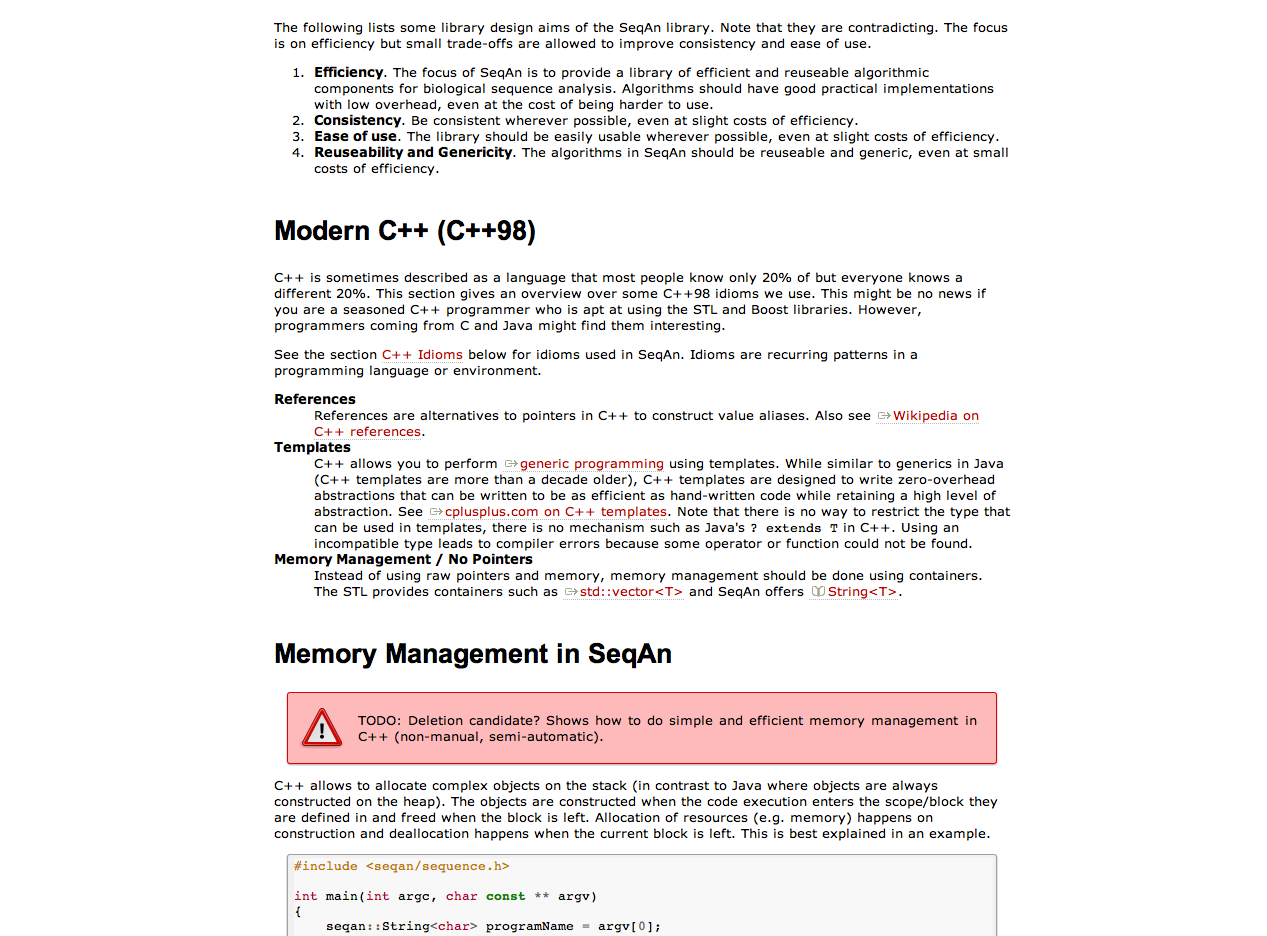 The following lists some library design aims of the SeqAn library. Note that they are contradicting. The focus
is on efficiency but small trade-offs are allowed to improve consistency and ease of use.
1. Efficiency. The focus of SeqAn is to provide a library of efficient and reuseable algorithmic
components for biological sequence analysis. Algorithms should have good practical implementations
with low overhead, even at the cost of being harder to use.
2. Consistency. Be consistent wherever possible, even at slight costs of efficiency.
3. Ease of use. The library should be easily usable wherever possible, even at slight costs of efficiency.
4. Reuseability and Genericity. The algorithms in SeqAn should be reuseable and generic, even at small
costs of efficiency.
Modern C++ (C++98)
C++ is sometimes described as a language that most people know only 20% of but everyone knows a
different 20%. This section gives an overview over some C++98 idioms we use. This might be no news if
you are a seasoned C++ programmer who is apt at using the STL and Boost libraries. However,
programmers coming from C and Java might find them interesting.
See the section C++ Idioms below for idioms used in SeqAn. Idioms are recurring patterns in a
programming language or environment.
References
References are alternatives to pointers in C++ to construct value aliases. Also see Wikipedia on
C++ references.
Templates
C++ allows you to perform generic programming using templates. While similar to generics in Java
(C++ templates are more than a decade older), C++ templates are designed to write zero-overhead
abstractions that can be written to be as efficient as hand-written code while retaining a high level of
abstraction. See cplusplus.com on C++ templates. Note that there is no way to restrict the type that
can be used in templates, there is no mechanism such as Java's ? extends T in C++. Using an
incompatible type leads to compiler errors because some operator or function could not be found.
Memory Management / No Pointers
Instead of using raw pointers and memory, memory management should be done using containers.
The STL provides containers such as std::vector<T> and SeqAn offers String<T>.
Memory Management in SeqAn
TODO: Deletion candidate? Shows how to do simple and efficient memory management in
C++ (non-manual, semi-automatic).
C++ allows to allocate complex objects on the stack (in contrast to Java where objects are always
constructed on the heap). The objects are constructed when the code execution enters the scope/block they
are defined in and freed when the block is left. Allocation of resources (e.g. memory) happens on
construction and deallocation happens when the current block is left. This is best explained in an example.
#include <seqan/sequence.h>
int main(int argc, char const ** argv)
{
seqan::String<char> programName = argv[0];